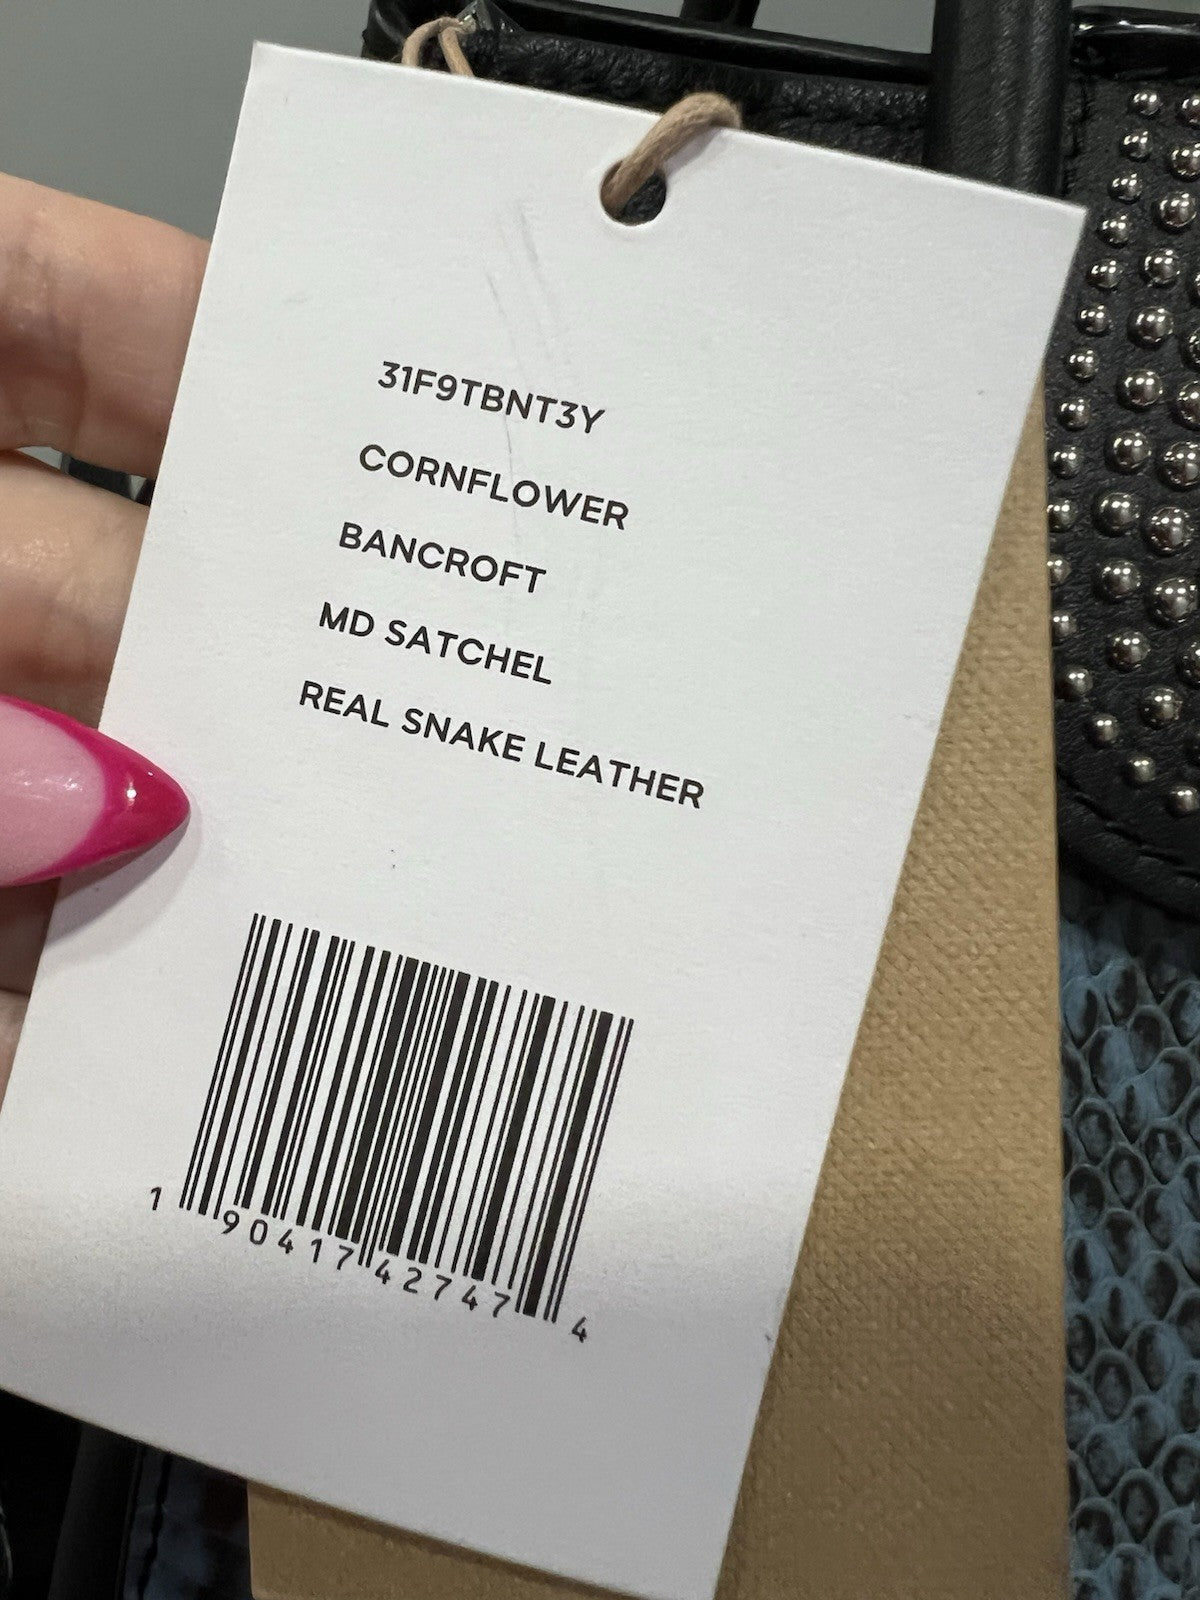 31F9TBNT3Y
CORNFLOWER
BANCROFT
MD SATCHEL
REAL SNAKE LEATHER
1 90417 42747 4